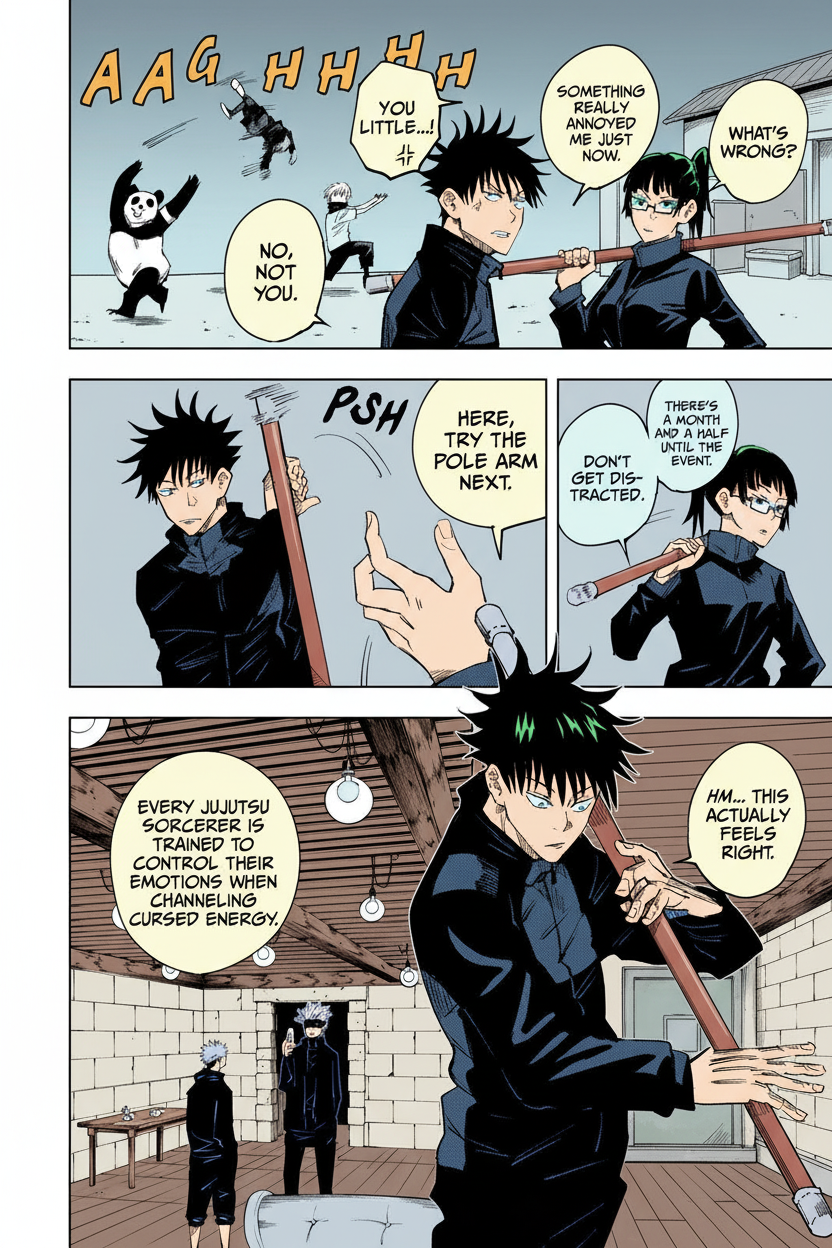 WHAT'S
WRONG?
SOMETHING
REALLY
ANNOYED
ME JUST
NOW.
YOU
LITTLE...!
AAGHHHH
NO,
NOT
YOU.
THERE'S
A MONTH
AND A HALF
UNTIL THE
EVENT.
DON'T
GET DIS-
TRACTED.
HERE,
TRY THE
POLE ARM
NEXT.
PSH
HM... THIS
ACTUALLY
FEELS
RIGHT.
EVERY JUJUTSU
SORCERER IS
TRAINED TO
CONTROL THEIR
EMOTIONS WHEN
CHANNELING
CURSED ENERGY.